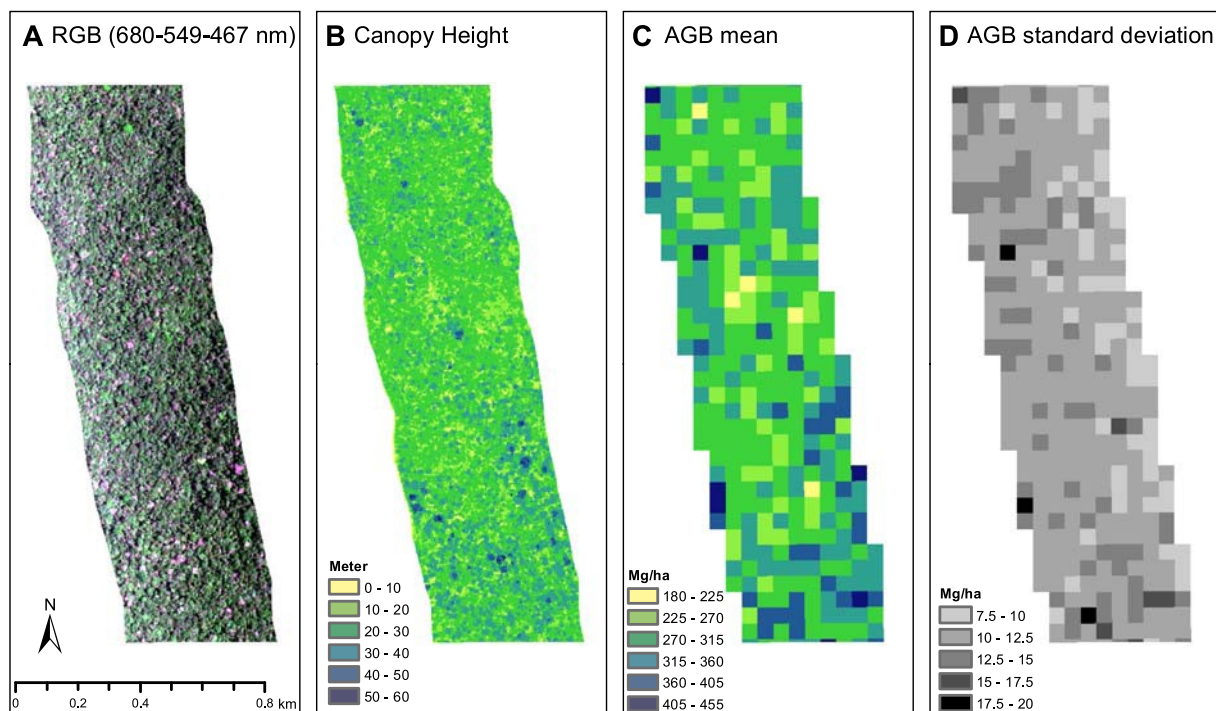 A RGB (680-549-467 nm)
B Canopy Height
C AGB mean
D AGB standard deviation
N
0 0.4 0.8 km
Meter
0 - 10
10 - 20
20 - 30
30 - 40
40 - 50
50 - 60
Mg/ha
180 - 225
225 - 270
270 - 315
315 - 360
360 - 405
405 - 455
Mg/ha
7.5 - 10
10 - 12.5
12.5 - 15
15 - 17.5
17.5 - 20